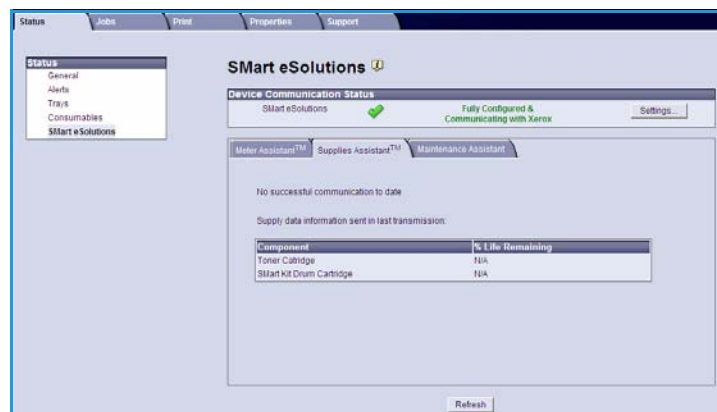 Status Jobs Print Properties Support
Status
General
Alerts
Trays
Consumables
SMart eSolutions
SMart eSolutions
Device Communication Status
SMart eSolutions
Fully Configured &
Communicating with Xerox
Settings...
Meter Assistant™ Supplies Assistant™ Maintenance Assistant
No successful communication to date
Supply data information sent in last transmission:
Component % Life Remaining
Toner Catridge N/A
SMart Kit Drum Cartridge N/A
Refresh